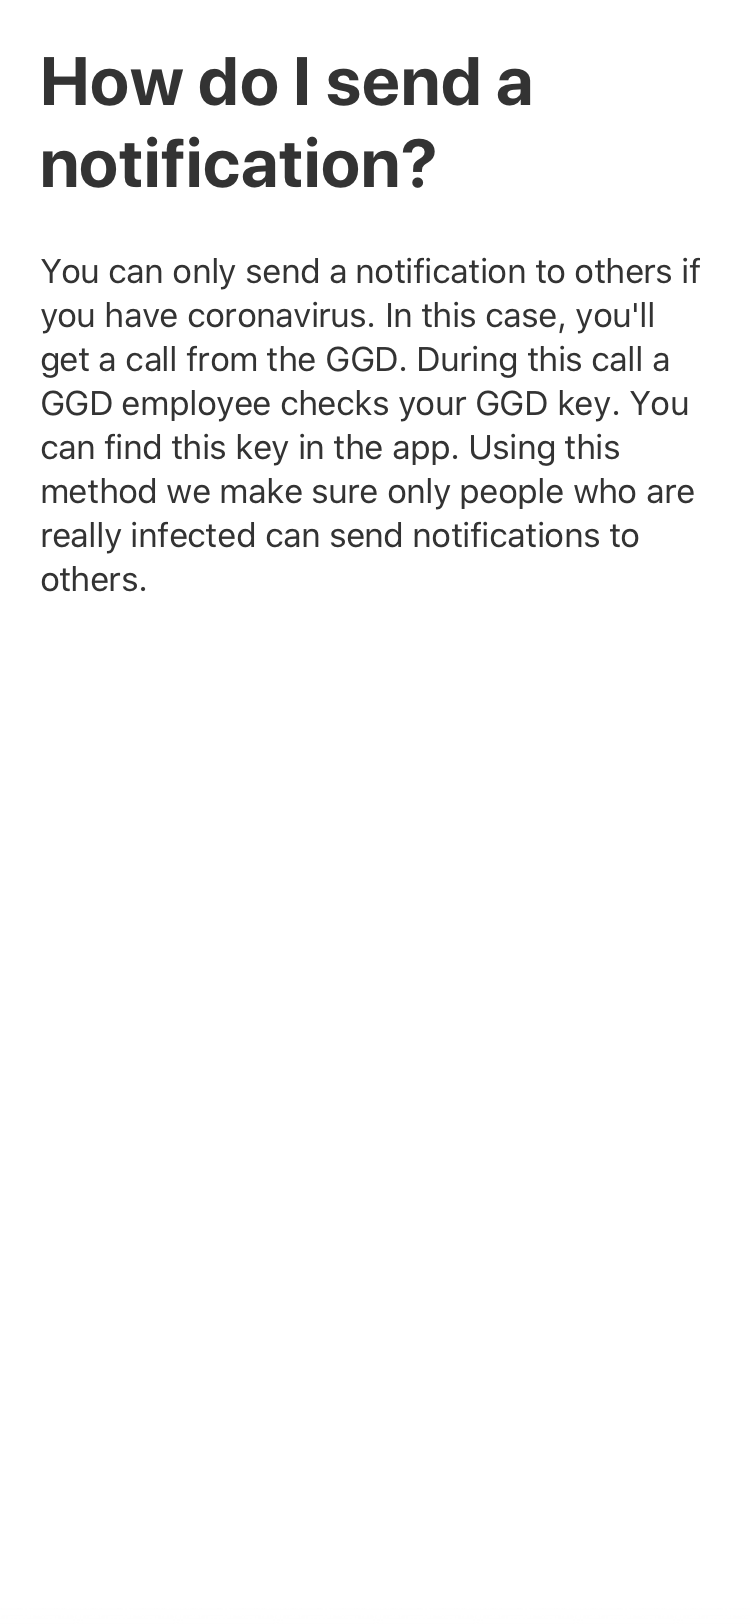 How do I send a
notification?
You can only send a notification to others if
you have coronavirus. In this case, you'll
get a call from the GGD. During this call a
GGD employee checks your GGD key. You
can find this key in the app. Using this
method we make sure only people who are
really infected can send notifications to
others.